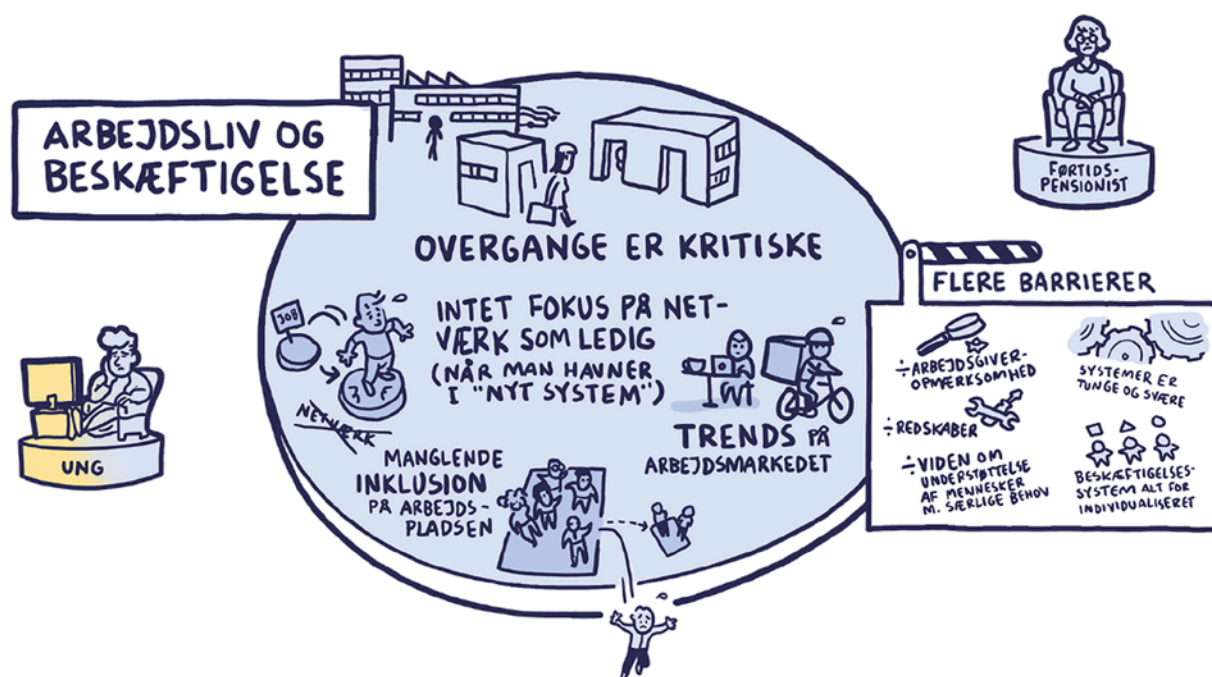 ARBEJDSLIV OG
BESKÆFTIGELSE
FØRTIDS-
PENSIONIST
OVERGANGE ER KRITISKE
INTET FOKUS PÅ NET-
VÆRK SOM LEDIG
(NÅR MAN HAVNER
I "NYT SYSTEM")
JOB
NETVÆRK
UNG
MANGLENDE
INKLUSION
PÅ ARBEJDS-
PLADSEN
TRENDS PÅ
ARBEJDSMARKEDET
FLERE BARRIERER
÷ ARBEJDSGIVER-
OPMÆRKSOMHED
÷ REDSKABER
÷ VIDEN OM
UNDERSTØTTELSE
AF MENNESKER
M. SÆRLIGE BEHOV
SYSTEMER ER
TUNGE OG SVÆRE
BESKÆFTIGELSES-
SYSTEM ALT FOR
INDIVIDUALISERET